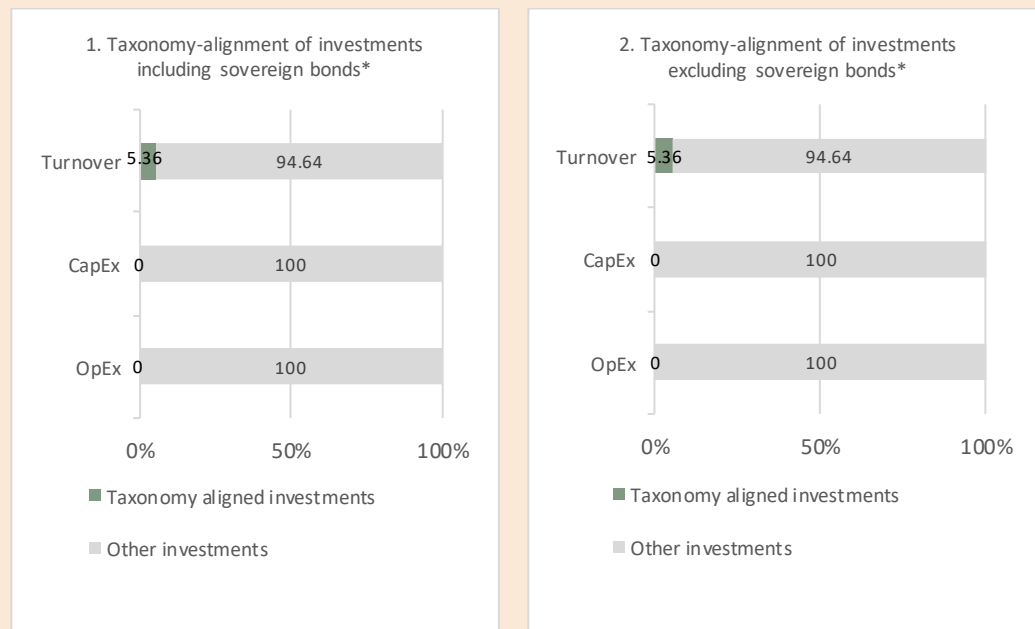 1. Taxonomy-alignment of investments
including sovereign bonds*
Turnover 5.36 94.64
CapEx 0 100
OpEx 0 100
0% 50% 100%
Taxonomy aligned investments
Other investments
2. Taxonomy-alignment of investments
excluding sovereign bonds*
Turnover 5.36 94.64
CapEx 0 100
OpEx 0 100
0% 50% 100%
Taxonomy aligned investments
Other investments